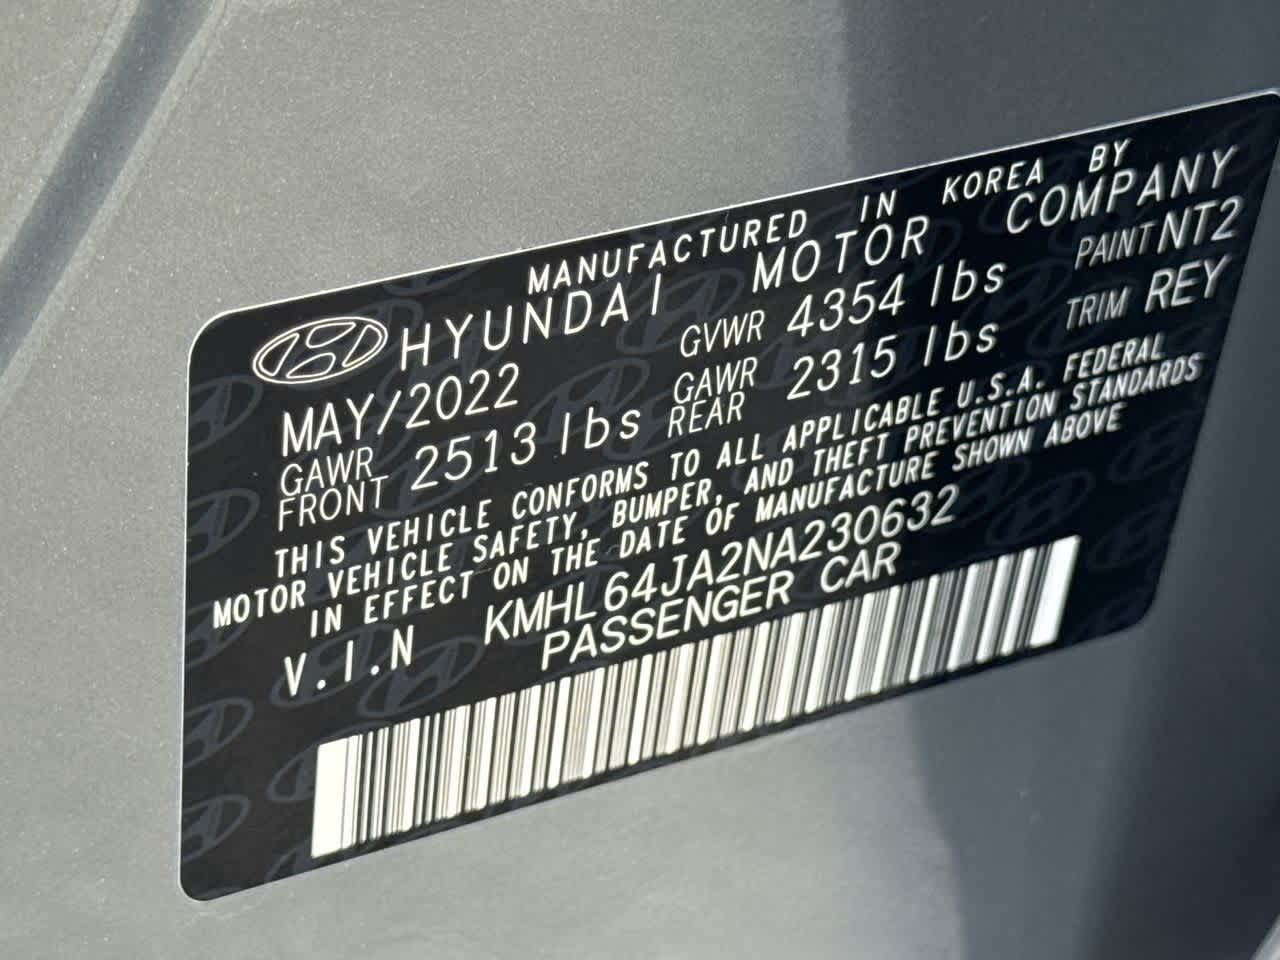 MANUFACTURED IN KOREA BY
HYUNDAI MOTOR COMPANY
MAY/2022 GVWR 4354 lbs PAINT NT2
GAWR FRONT 2513 lbs GAWR REAR 2315 lbs TRIM REY
THIS VEHICLE CONFORMS TO ALL APPLICABLE U.S.A. FEDERAL
MOTOR VEHICLE SAFETY, BUMPER, AND THEFT PREVENTION STANDARDS
IN EFFECT ON THE DATE OF MANUFACTURE SHOWN ABOVE
V.I.N KMHL64JA2NA230632
PASSENGER CAR